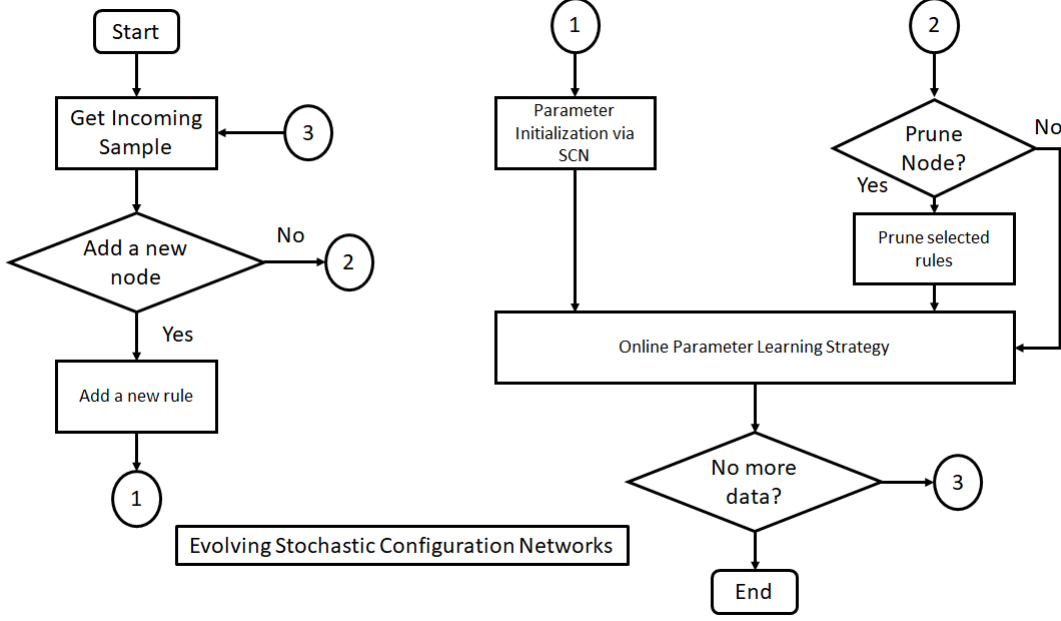 Start
Get Incoming
Sample
3
Add a new
node
No
2
Yes
Add a new rule
1
1
Parameter
Initialization via
SCN
2
Prune
Node?
No
Yes
Prune selected
rules
Online Parameter Learning Strategy
No more
data?
3
End
Evolving Stochastic Configuration Networks